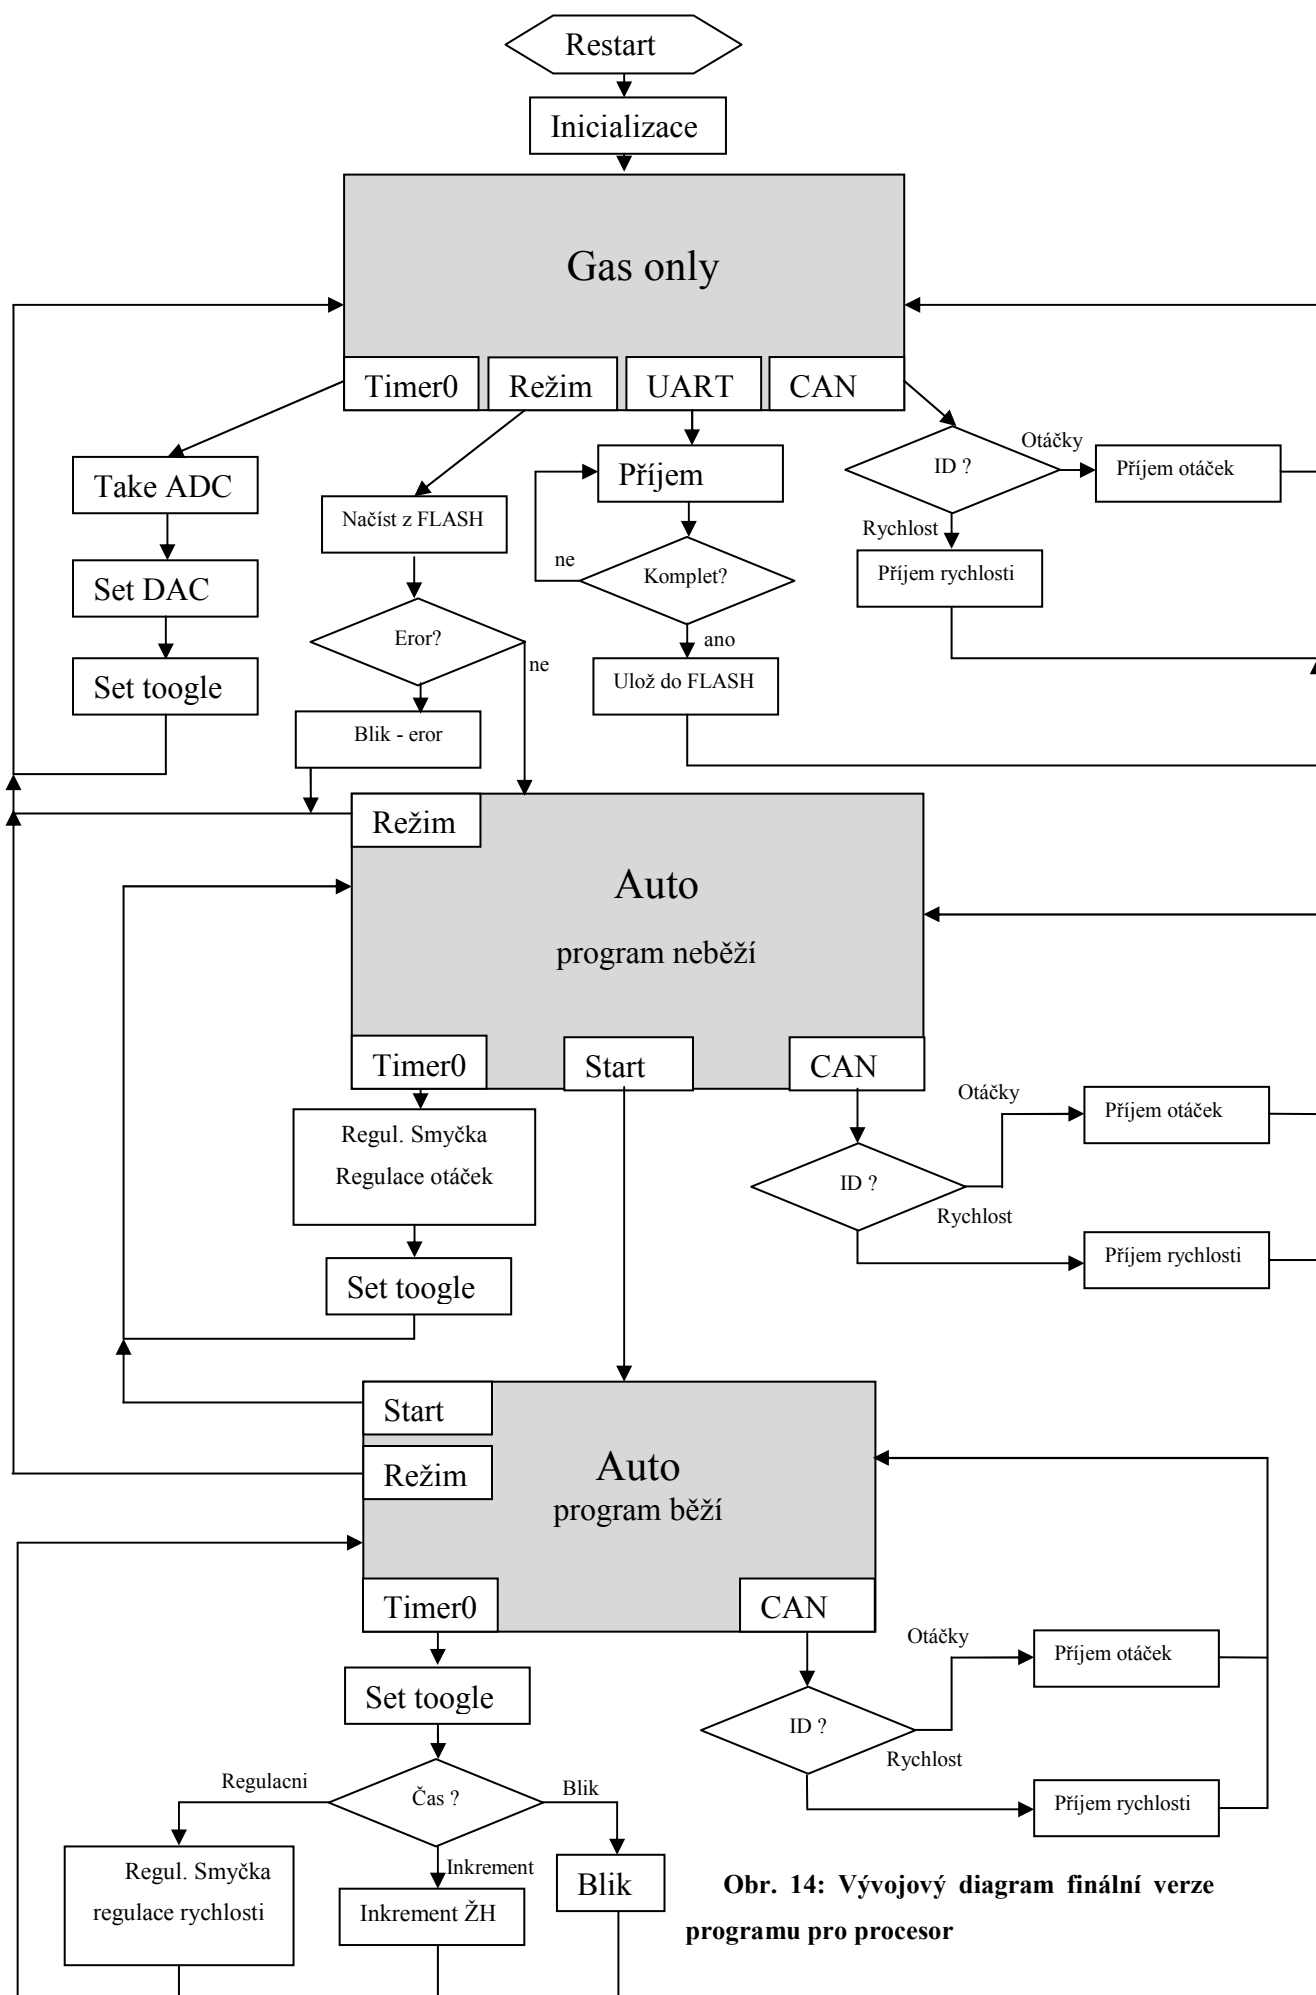 Restart
Inicializace
Gas only
Timer0
Režim
UART
CAN
Take ADC
Set DAC
Set toogle
Načíst z FLASH
Eror?
ne
Blik - eror
Příjem
ne
Komplet?
ano
Ulož do FLASH
ID ?
Otáčky
Příjem otáček
Rychlost
Příjem rychlosti
Režim
Auto
program neběží
Timer0
Start
CAN
Regul. Smyčka
Regulace otáček
Set toogle
ID ?
Otáčky
Příjem otáček
Rychlost
Příjem rychlosti
Start
Režim
Auto
program běží
Timer0
CAN
Set toogle
Čas ?
Regulacni
Blik
Inkrement
Regul. Smyčka
regulace rychlosti
Inkrement ŽH
Blik
ID ?
Otáčky
Příjem otáček
Rychlost
Příjem rychlosti
Obr. 14: Vývojový diagram finální verze
programu pro procesor